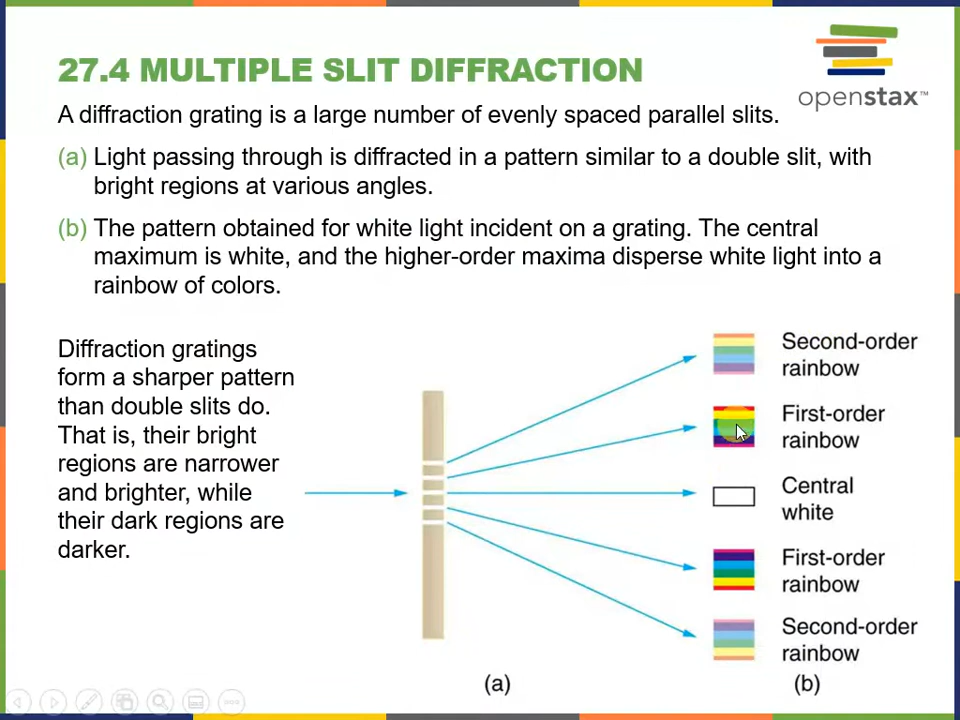 27.4 MULTIPLE SLIT DIFFRACTION
openstax™
A diffraction grating is a large number of evenly spaced parallel slits.
(a) Light passing through is diffracted in a pattern similar to a double slit, with
bright regions at various angles.
(b) The pattern obtained for white light incident on a grating. The central
maximum is white, and the higher-order maxima disperse white light into a
rainbow of colors.
Diffraction gratings
form a sharper pattern
than double slits do.
That is, their bright
regions are narrower
and brighter, while
their dark regions are
darker.
Second-order
rainbow
First-order
rainbow
Central
white
First-order
rainbow
Second-order
rainbow
(a)
(b)